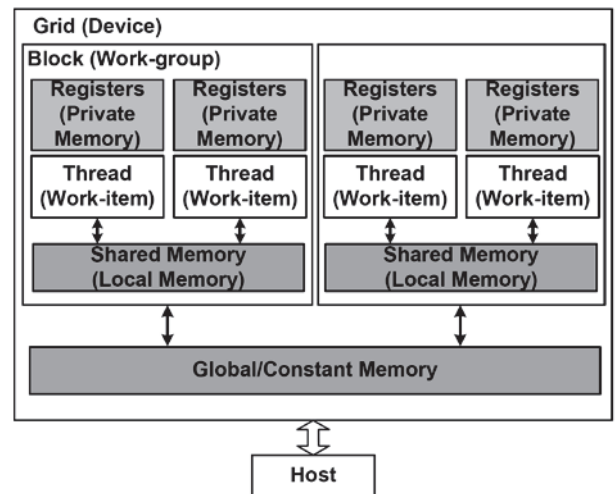 Grid (Device)
Block (Work-group)
Registers
(Private
Memory)
Registers
(Private
Memory)
Registers
(Private
Memory)
Registers
(Private
Memory)
Thread
(Work-item)
Thread
(Work-item)
Thread
(Work-item)
Thread
(Work-item)
Shared Memory
(Local Memory)
Shared Memory
(Local Memory)
Global/Constant Memory
Host